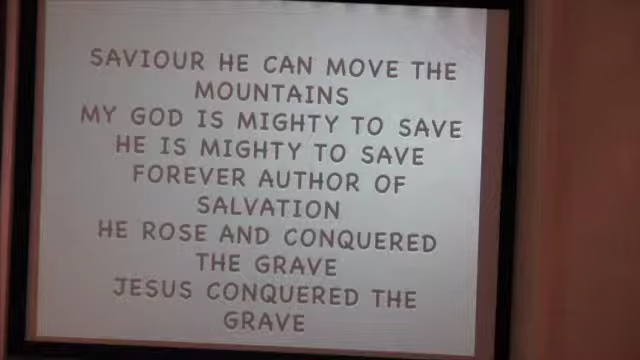 SAVIOUR HE CAN MOVE THE
MOUNTAINS
MY GOD IS MIGHTY TO SAVE
HE IS MIGHTY TO SAVE
FOREVER AUTHOR OF
SALVATION
HE ROSE AND CONQUERED
THE GRAVE
JESUS CONQUERED THE
GRAVE